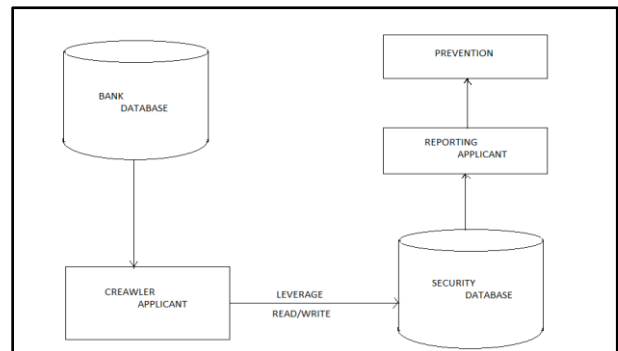 BANK
DATABASE
CREAWLER
APPLICANT
LEVERAGE
READ/WRITE
SECURITY
DATABASE
REPORTING
APPLICANT
PREVENTION